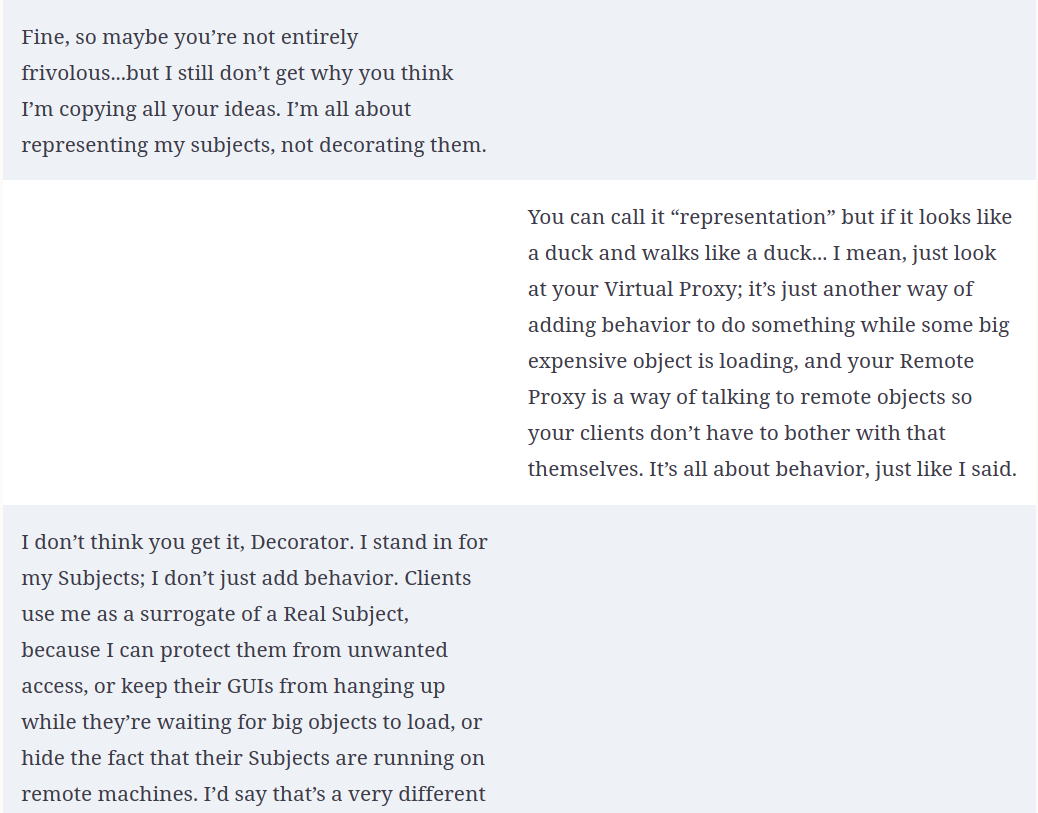 Fine, so maybe you’re not entirely
frivolous...but I still don’t get why you think
I’m copying all your ideas. I’m all about
representing my subjects, not decorating them.
You can call it “representation” but if it looks like
a duck and walks like a duck... I mean, just look
at your Virtual Proxy; it’s just another way of
adding behavior to do something while some big
expensive object is loading, and your Remote
Proxy is a way of talking to remote objects so
your clients don’t have to bother with that
themselves. It’s all about behavior, just like I said.
I don’t think you get it, Decorator. I stand in for
my Subjects; I don’t just add behavior. Clients
use me as a surrogate of a Real Subject,
because I can protect them from unwanted
access, or keep their GUIs from hanging up
while they’re waiting for big objects to load, or
hide the fact that their Subjects are running on
remote machines. I’d say that’s a very different